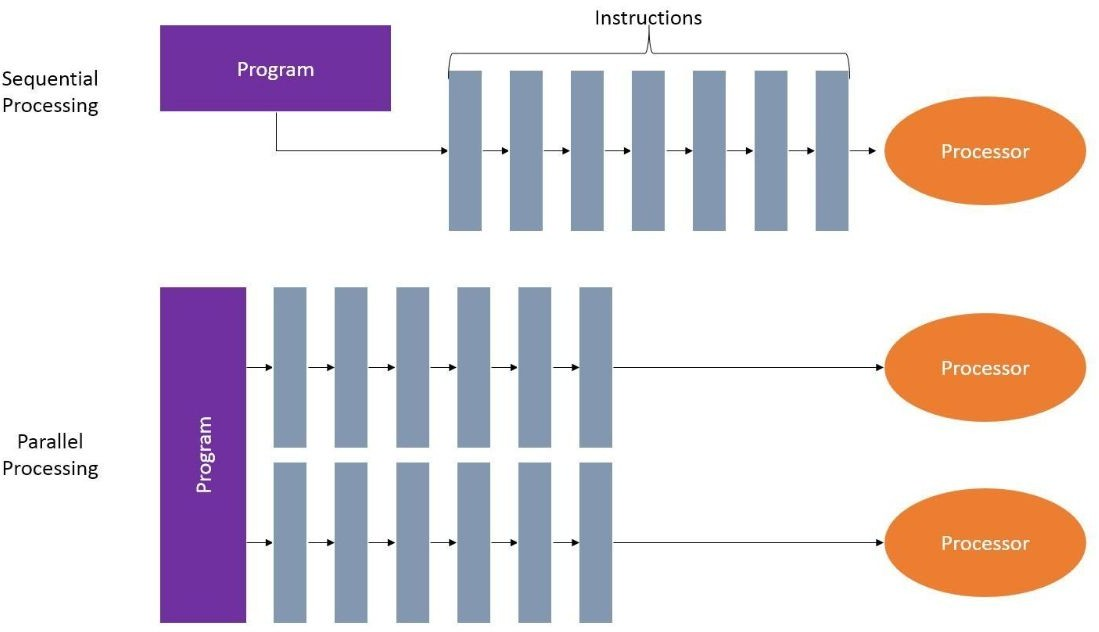 Instructions
Program
Sequential
Processing
Processor
Processor
Program
Parallel
Processing
Processor